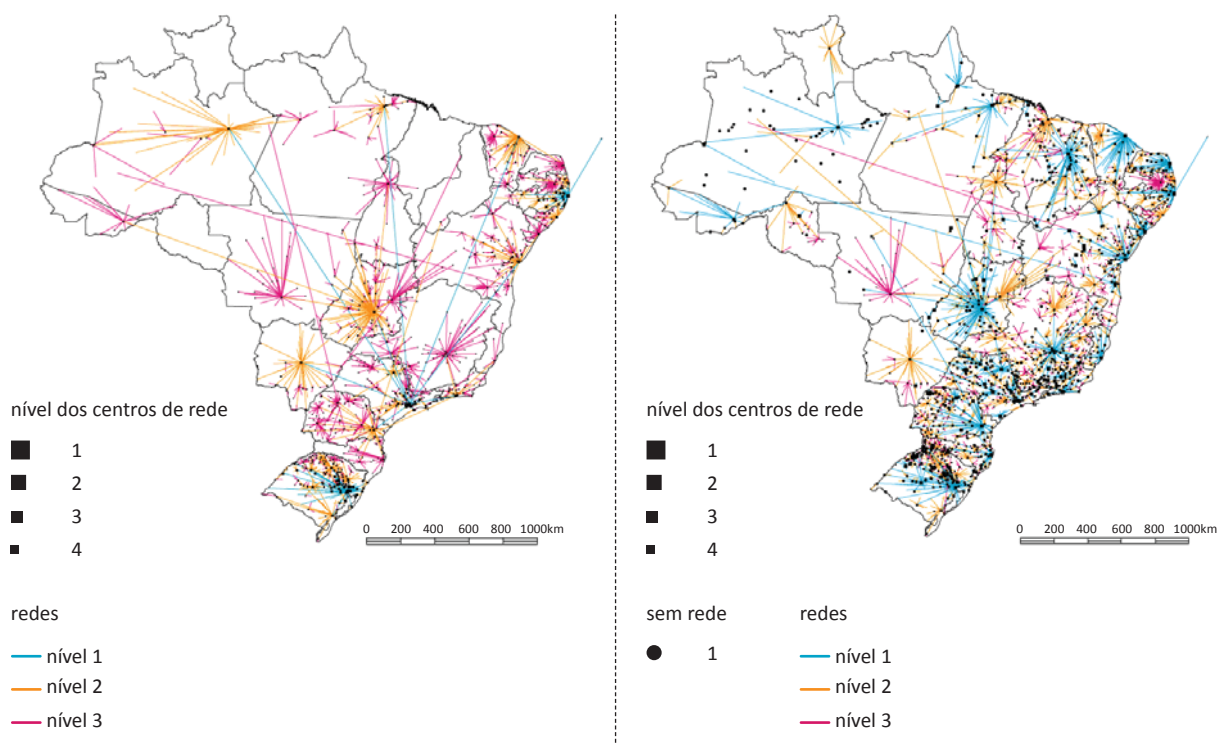 nível dos centros de rede
1
2
3
4
0 200 400 600 800 1000km
redes
nível 1
nível 2
nível 3
nível dos centros de rede
1
2
3
4
0 200 400 600 800 1000km
sem rede
1
redes
nível 1
nível 2
nível 3